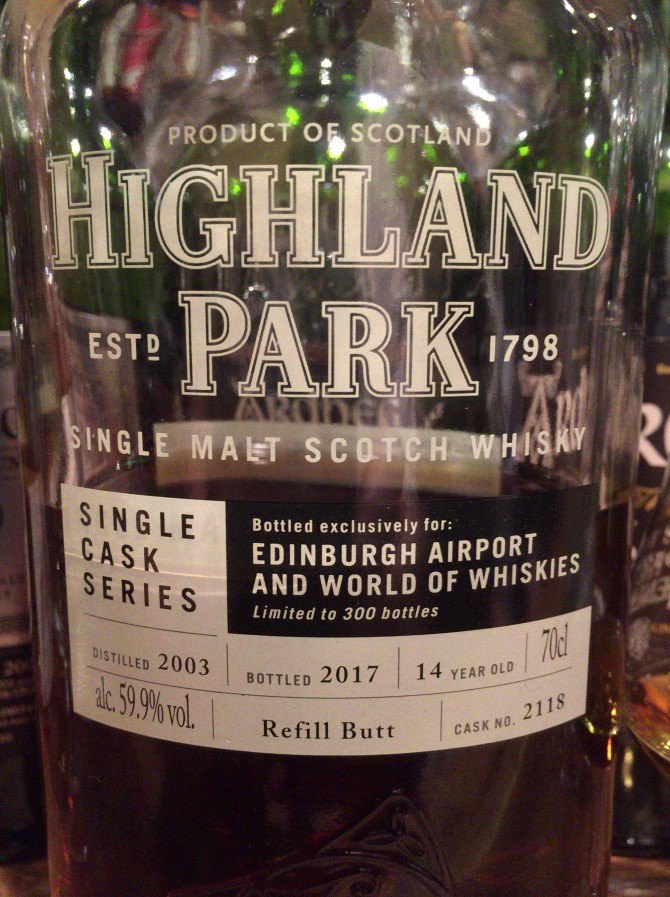 PRODUCT OF SCOTLAND
HIGHLAND
PARK
ESTD 1798
SINGLE MALT SCOTCH WHISKY
SINGLE
CASK
SERIES
Bottled exclusively for:
EDINBURGH AIRPORT
AND WORLD OF WHISKIES
Limited to 300 bottles
DISTILLED 2003
BOTTLED 2017
14 YEAR OLD
70cl
alc. 59.9% vol.
Refill Butt
CASK NO. 2118
ARDBEG